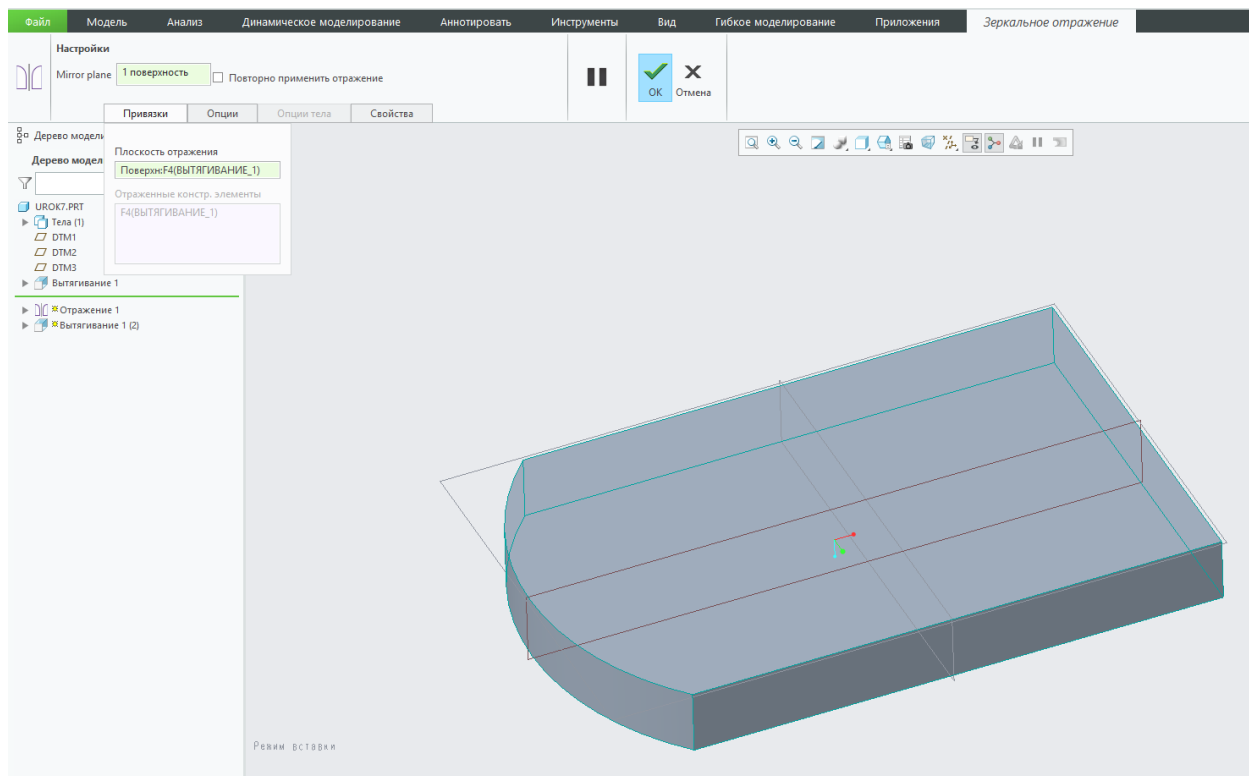 Файл Модель Анализ Динамическое моделирование Аннотировать Инструменты Вид Гибкое моделирование Приложения Зеркальное отражение
Настройки
Mirror plane 1 поверхность Повторно применить отражение
ОК Отмена
Привязки Опции Опции тела Свойства
Дерево модели
Плоскость отражения
Дерево модел
Поверхн:F4(ВЫТЯГИВАНИЕ_1)
Отраженные констр. элементы
F4(ВЫТЯГИВАНИЕ_1)
UROK7.PRT
Тела (1)
DTM1
DTM2
DTM3
Вытягивание 1
Отражение 1
Вытягивание 1 (2)
Режим вставки